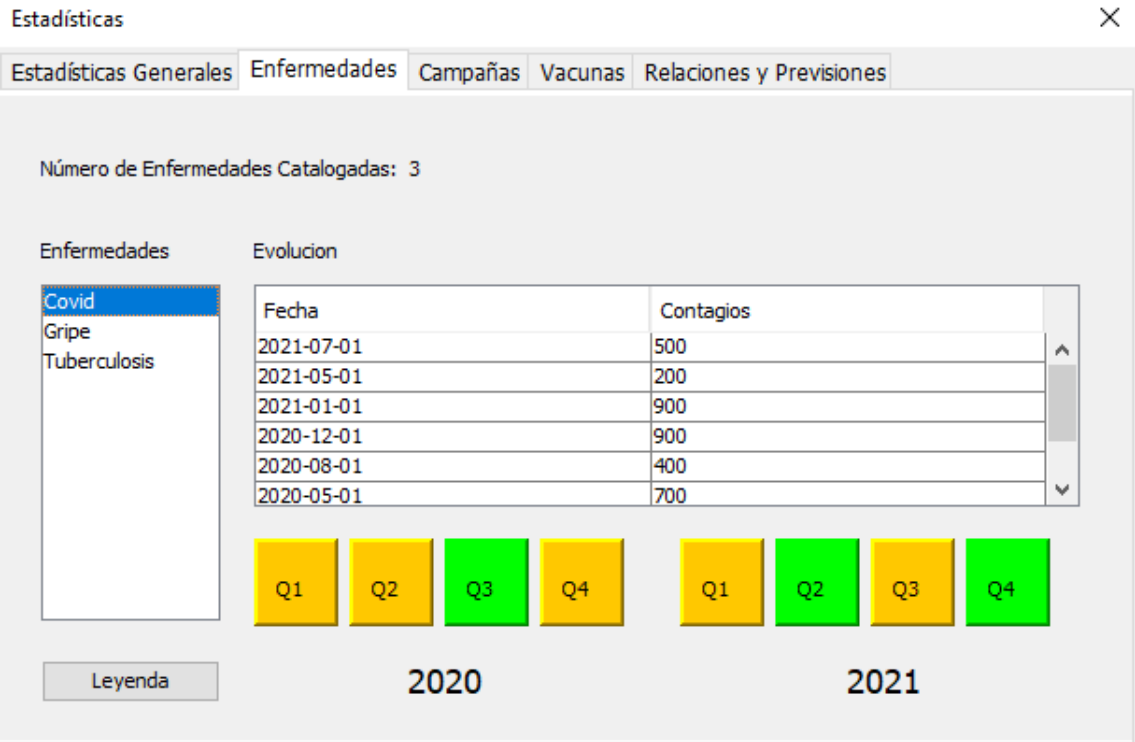 Estadísticas
Estadísticas Generales Enfermedades Campañas Vacunas Relaciones y Previsiones
Número de Enfermedades Catalogadas: 3
Enfermedades Evolucion
Covid
Gripe
Tuberculosis
Fecha Contagios
2021-07-01 500
2021-05-01 200
2021-01-01 900
2020-12-01 900
2020-08-01 400
2020-05-01 700
Q1 Q2 Q3 Q4 Q1 Q2 Q3 Q4
Leyenda 2020 2021